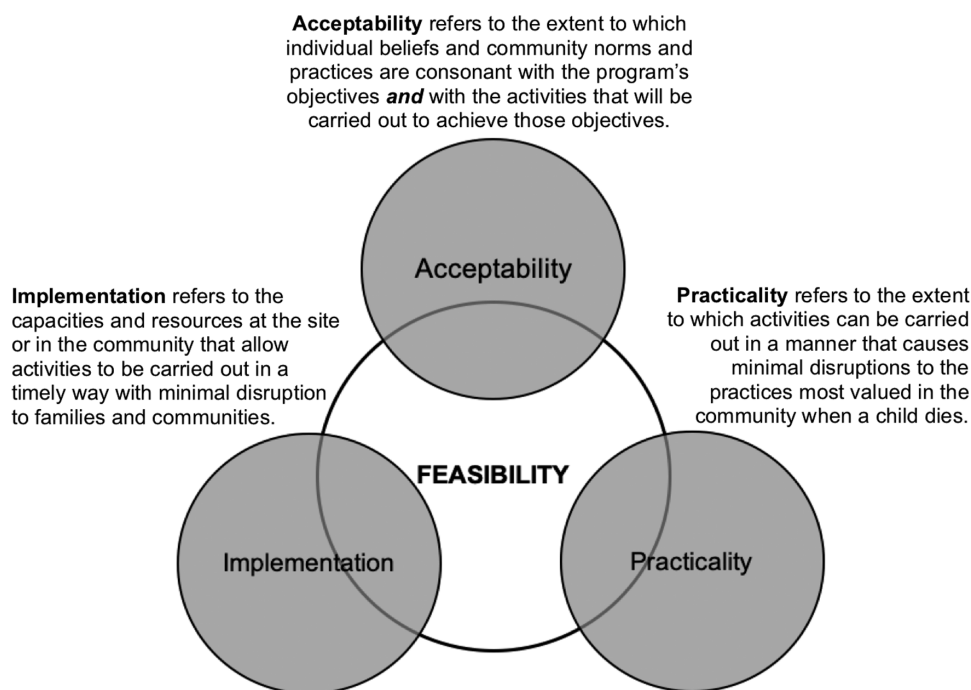 Acceptability refers to the extent to which
individual beliefs and community norms and
practices are consonant with the program's
objectives and with the activities that will be
carried out to achieve those objectives.
Acceptability
Implementation refers to the
capacities and resources at the site
or in the community that allow
activities to be carried out in a
timely way with minimal disruption
to families and communities.
Practicality refers to the extent
to which activities can be carried
out in a manner that causes
minimal disruptions to the
practices most valued in the
community when a child dies.
FEASIBILITY
Implementation
Practicality